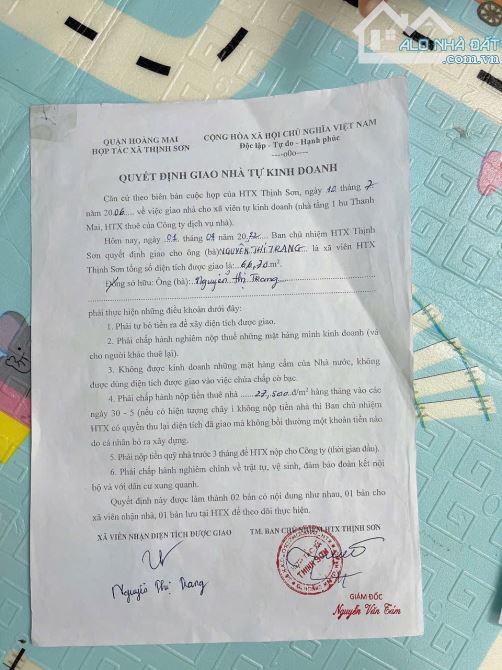 ALO NHÀ ĐẤT
.com.vn
QUẬN HOÀNG MAI
HỢP TÁC XÃ THỊNH SƠN
CỘNG HÒA XÃ HỘI CHỦ NGHĨA VIỆT NAM
Độc lập - Tự do - Hạnh phúc
----o0o----
QUYẾT ĐỊNH GIAO NHÀ TỰ KINH DOANH
Căn cứ theo biên bản cuộc họp của HTX Thịnh Sơn, ngày 10 tháng 7
năm 2006 về việc giao nhà cho xã viên tự kinh doanh (nhà tầng 1 hu Thanh
Mai, HTX thuê của Công ty dịch vụ nhà).
Hôm nay, ngày 01 tháng 01 năm 20 Ban chủ nhiệm HTX Thịnh
Sơn quyết định giao cho ông (bà) NGUYỄN THỊ TRANG là xã viên HTX
Thịnh Sơn tổng số diện tích được giao là: 66,70 m².
Đồng sở hữu: Ông (bà): Nguyễn Thị Trang
phải thực hiện những điều khoản dưới đây:
1. Phải tự bỏ tiền ra để xây diện tích được giao.
2. Phải chấp hành nghiêm nộp thuế những mặt hàng mình kinh doanh (và
cho người khác thuê lại).
3. Không được kinh doanh những mặt hàng cấm của Nhà nước, không
được dùng diện tích được giao vào việc chứa chấp cờ bạc.
4. Phải chấp hành nộp tiền thuê nhà 27,500 đ/m² hàng tháng vào các
ngày 30 - 5 (nếu có hiện tượng chây ì không nộp tiền nhà thì Ban Chủ nhiệm
HTX có quyền thu lại diện tích đã giao mà không bồi thường một khoản tiền nào
do cá nhân bỏ ra xây dựng.
5. Phải nộp tiền quỹ nhà trước 3 tháng để HTX nộp cho Công ty (thời gian đầu).
6. Phải chấp hành nghiêm chỉnh về trật tự, vệ sinh, đảm bảo đoàn kết nội
bộ và với dân cư xung quanh.
Quyết định này được làm thành 02 bản có nội dung như nhau, 01 bản cho
xã viên nhận nhà, 01 bản lưu tại HTX để theo dõi thực hiện.
XÃ VIÊN NHẬN DIỆN TÍCH ĐƯỢC GIAO
TM. BAN CHỦ NHIỆM HTX THỊNH SƠN
HỢP TÁC XÃ
THỊNH SƠN
Nguyễn Thị Trang
GIÁM ĐỐC
Nguyễn Văn Tám